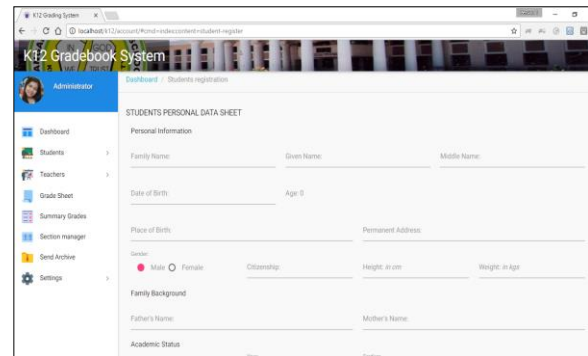 K12 Grading System
localhost/k12/account/#cmd=index;content=student-register
K12 Gradebook System
Administrator
Dashboard / Students registration
Dashboard
Students
Teachers
Grade Sheet
Summary Grades
Section manager
Send Archive
Settings
STUDENTS PERSONAL DATA SHEET
Personal Information
Family Name: Given Name: Middle Name:
Date of Birth: Age: 0
Place of Birth: Permanent Address:
Gender:
Male Female Citizenship: Height: in cm Weight: in kgs
Family Background
Father's Name: Mother's Name:
Academic Status